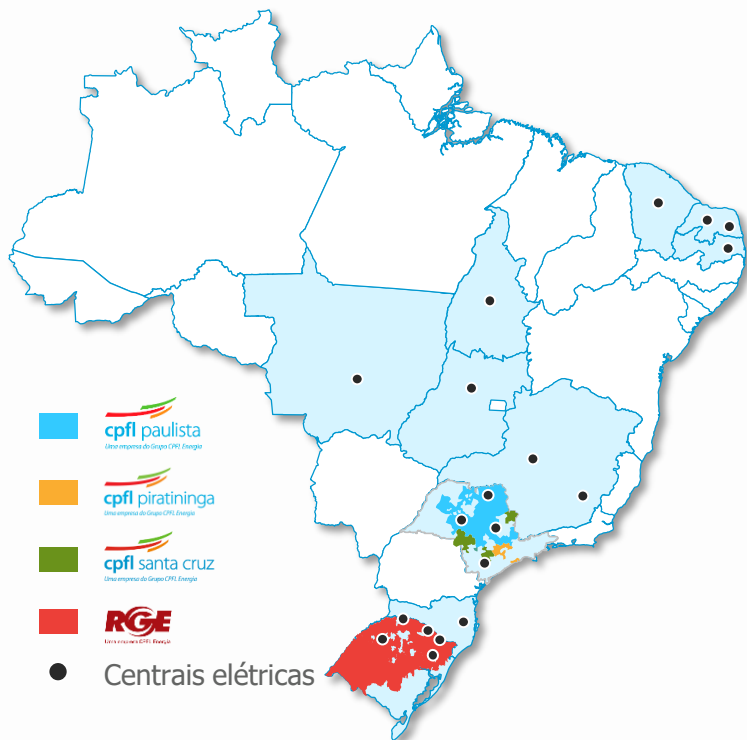 cpfl paulista
Uma empresa do Grupo CPFL Energia
cpfl piratininga
Uma empresa do Grupo CPFL Energia
cpfl santa cruz
Uma empresa do Grupo CPFL Energia
RGE
Uma empresa CPFL Energia
Centrais elétricas